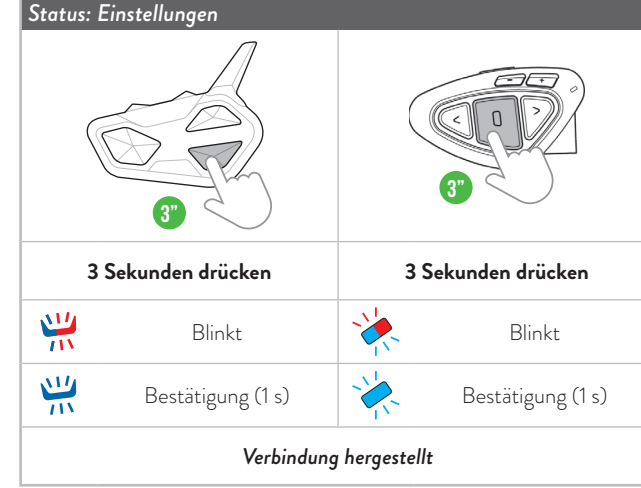 Status: Einstellungen
3”
3”
3 Sekunden drücken
3 Sekunden drücken
Blinkt
Blinkt
Bestätigung (1 s)
Bestätigung (1 s)
Verbindung hergestellt